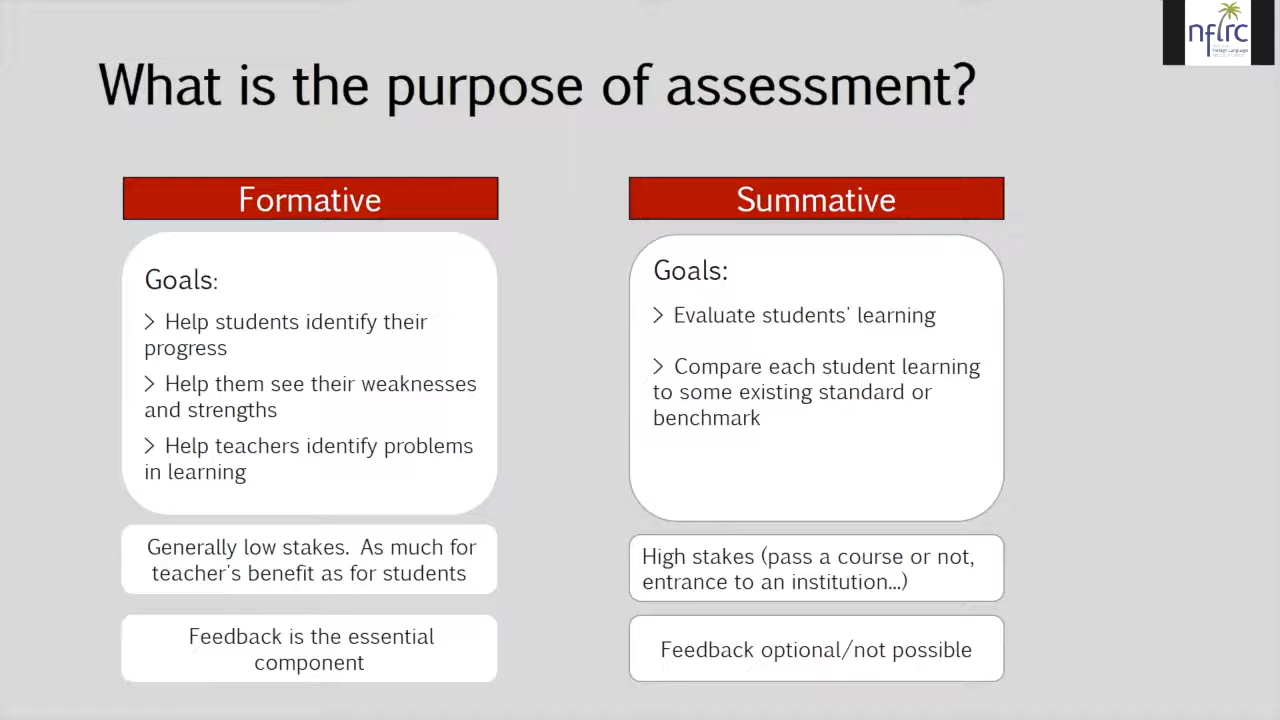 nflrc
Foreign Language
What is the purpose of assessment?
Formative
Goals:
> Help students identify their
progress
> Help them see their weaknesses
and strengths
> Help teachers identify problems
in learning
Generally low stakes. As much for
teacher's benefit as for students
Feedback is the essential
component
Summative
Goals:
> Evaluate students' learning
> Compare each student learning
to some existing standard or
benchmark
High stakes (pass a course or not,
entrance to an institution...)
Feedback optional/not possible